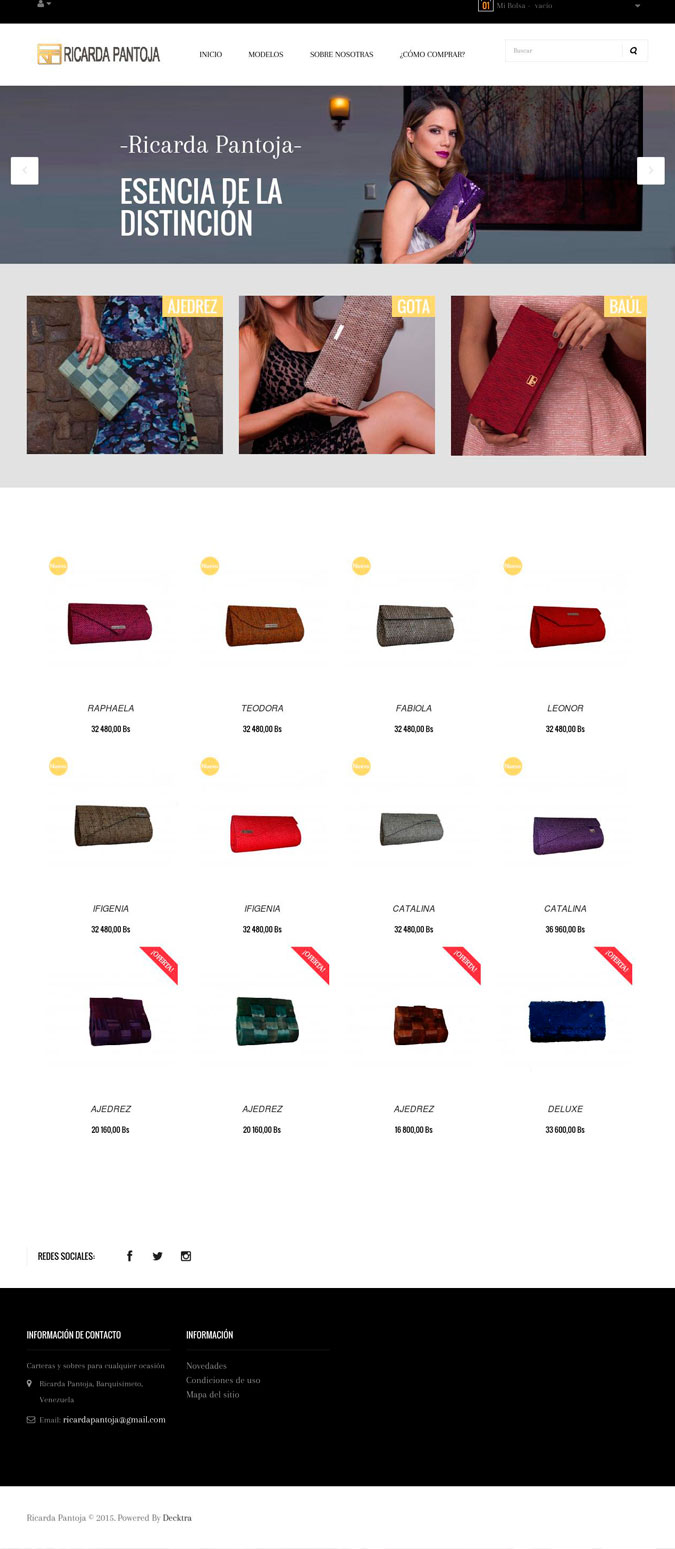 01 Mi Bolsa - vacío
RICARDA PANTOJA
INICIO MODELOS SOBRE NOSOTRAS ¿CÓMO COMPRAR?
Buscar
-Ricarda Pantoja-
ESENCIA DE LA
DISTINCIÓN
AJEDREZ GOTA BAÚL
Nuevo Nuevo Nuevo Nuevo
RAPHAELA TEODORA FABIOLA LEONOR
32 480,00 Bs 32 480,00 Bs 32 480,00 Bs 32 480,00 Bs
Nuevo Nuevo Nuevo Nuevo
IFIGENIA IFIGENIA CATALINA CATALINA
32 480,00 Bs 32 480,00 Bs 32 480,00 Bs 36 960,00 Bs
¡OFERTA! ¡OFERTA! ¡OFERTA! ¡OFERTA!
AJEDREZ AJEDREZ AJEDREZ DELUXE
20 160,00 Bs 20 160,00 Bs 16 800,00 Bs 33 600,00 Bs
REDES SOCIALES:
INFORMACIÓN DE CONTACTO
Carteras y sobres para cualquier ocasión
Ricarda Pantoja, Barquisimeto,
Venezuela
Email: ricardapantoja@gmail.com
INFORMACIÓN
Novedades
Condiciones de uso
Mapa del sitio
Ricarda Pantoja © 2015. Powered By Decktra